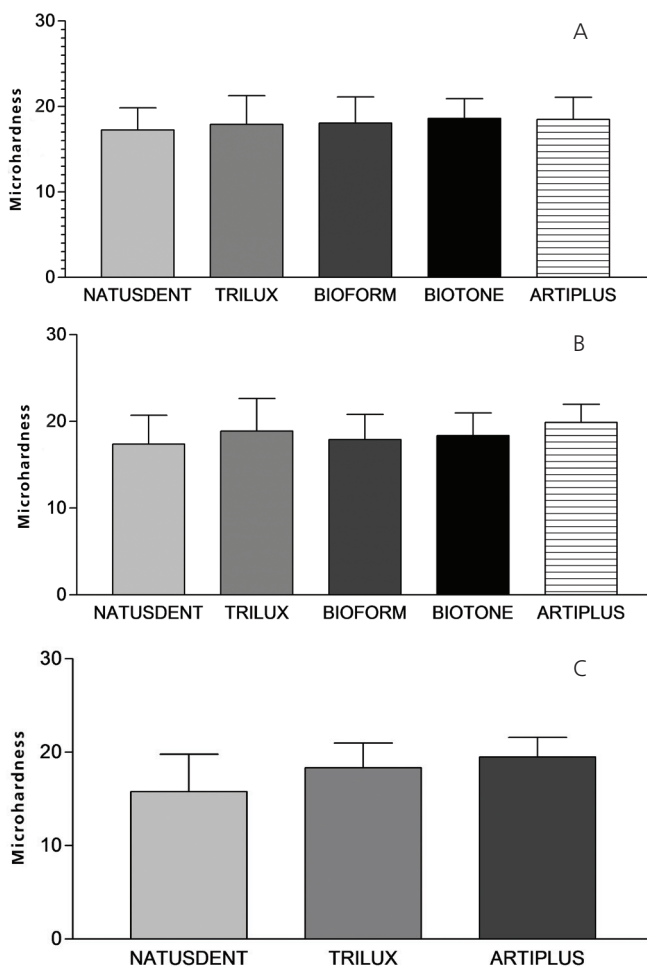 A
30
20
10
0
Microhardness
NATUSDENT TRILUX BIOFORM BIOTONE ARTIPLUS
B
30
20
10
0
Microhardness
NATUSDENT TRILUX BIOFORM BIOTONE ARTIPLUS
C
30
20
10
0
Microhardness
NATUSDENT TRILUX ARTIPLUS